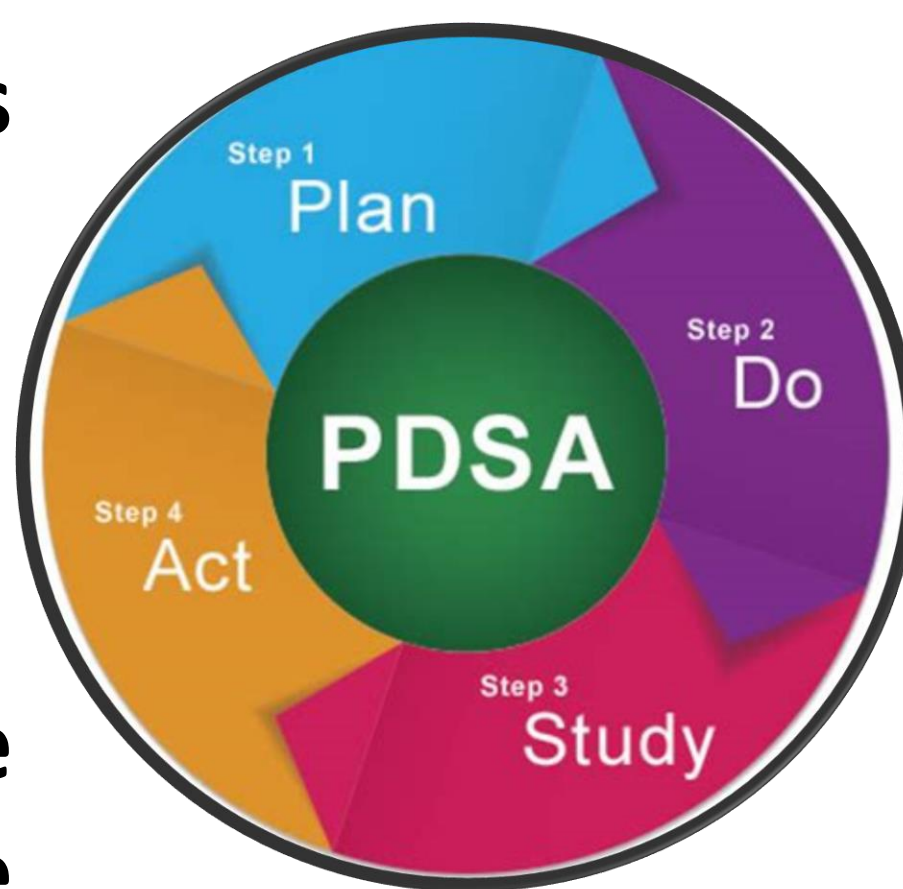 Step 1
Plan
Step 2
Do
PDSA
Step 4
Act
Step 3
Study